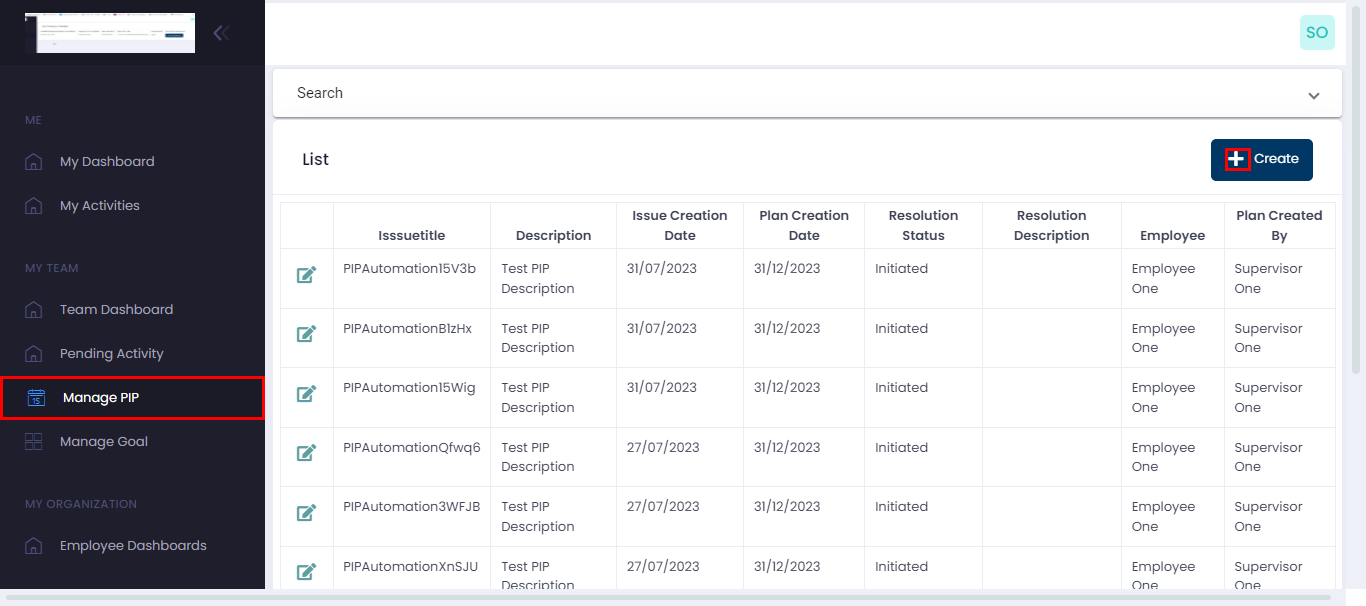 SO
ME
My Dashboard
My Activities
MY TEAM
Team Dashboard
Pending Activity
15
Manage PIP
Manage Goal
MY ORGANIZATION
Employee Dashboards
Search
List
Create
Isssuetitle
Description
Issue Creation
Date
Plan Creation
Date
Resolution
Status
Resolution
Description
Employee
Plan Created
By
PIPAutomation15V3b
Test PIP
Description
31/07/2023
31/12/2023
Initiated
Employee
One
Supervisor
One
PIPAutomationB1zHx
Test PIP
Description
31/07/2023
31/12/2023
Initiated
Employee
One
Supervisor
One
PIPAutomation15Wig
Test PIP
Description
31/07/2023
31/12/2023
Initiated
Employee
One
Supervisor
One
PIPAutomationQfwq6
Test PIP
Description
27/07/2023
31/12/2023
Initiated
Employee
One
Supervisor
One
PIPAutomation3WFJB
Test PIP
Description
27/07/2023
31/12/2023
Initiated
Employee
One
Supervisor
One
PIPAutomationXnSJU
Test PIP
Description
27/07/2023
31/12/2023
Initiated
Employee
One
Supervisor
One